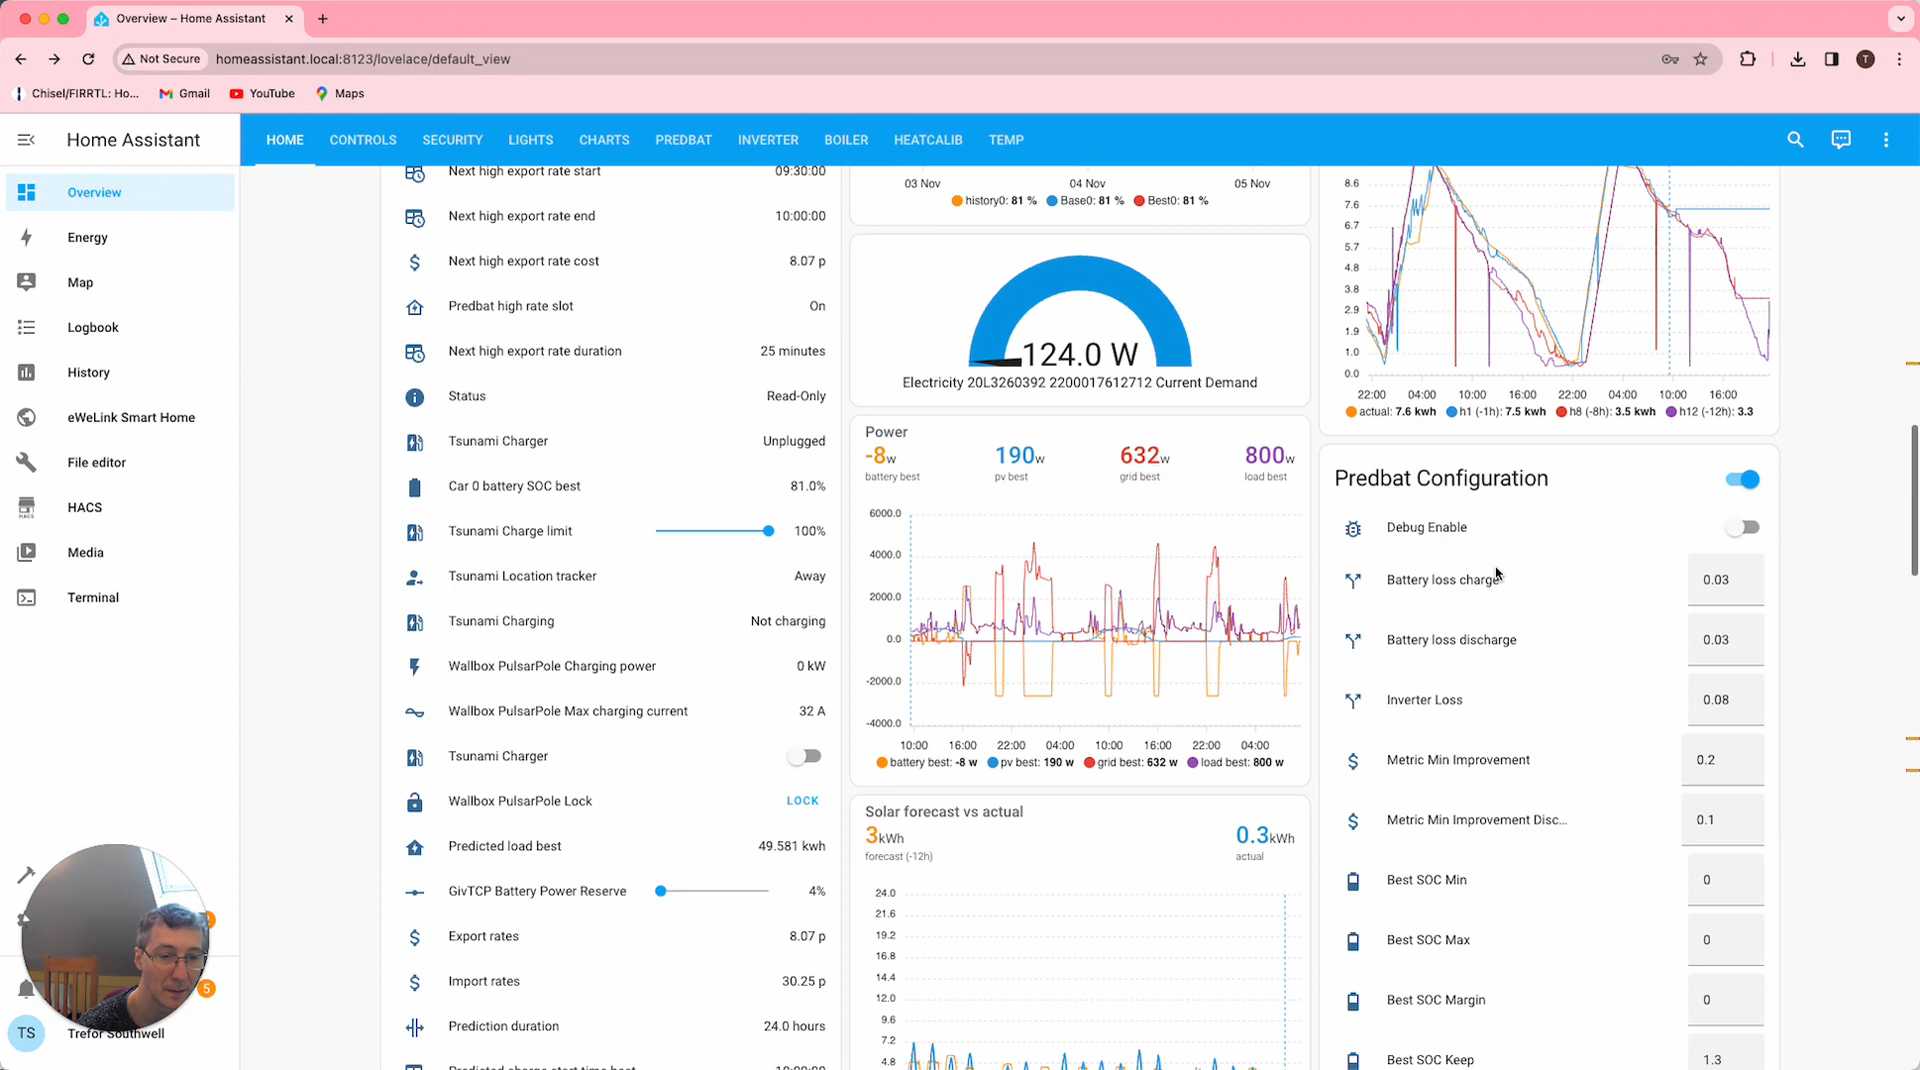 Overview – Home Assistant
Not Secure
homeassistant.local:8123/lovelace/default_view
T
Chisel/FIRRTL: Ho...
Gmail
YouTube
Maps
Home Assistant
HOME
CONTROLS
SECURITY
LIGHTS
CHARTS
PREDBAT
INVERTER
BOILER
HEATCALIB
TEMP
Overview
Energy
Map
Logbook
History
eWeLink Smart Home
File editor
HACS
HACS
Media
Terminal
5
TS
Trefor Southwell
Next high export rate start 09:30:00
Next high export rate end 10:00:00
Next high export rate cost 8.07 p
Predbat high rate slot On
Next high export rate duration 25 minutes
Status Read-Only
Tsunami Charger Unplugged
Car 0 battery SOC best 81.0%
Tsunami Charge limit 100%
Tsunami Location tracker Away
Tsunami Charging Not charging
Wallbox PulsarPole Charging power 0 kW
Wallbox PulsarPole Max charging current 32 A
Tsunami Charger
Wallbox PulsarPole Lock LOCK
Predicted load best 49.581 kwh
GivTCP Battery Power Reserve 4%
Export rates 8.07 p
Import rates 30.25 p
Prediction duration 24.0 hours
03 Nov 04 Nov 05 Nov
history0: 81 % Base0: 81 % Best0: 81 %
124.0 W
Electricity 20L3260392 2200017612712 Current Demand
Power
-8w 190w 632w 800w
battery best pv best grid best load best
6000.0
4000.0
2000.0
0.0
-2000.0
-4000.0
10:00 16:00 22:00 04:00 10:00 16:00 22:00 04:00
battery best: -8 w pv best: 190 w grid best: 632 w load best: 800 w
Solar forecast vs actual
3kWh 0.3kWh
forecast (-12h) actual
24.0
21.6
19.2
16.8
14.4
12.0
9.6
7.2
4.8
8.6
7.6
6.7
5.7
4.8
3.8
2.9
1.9
1.0
0.0
22:00 04:00 10:00 16:00 22:00 04:00 10:00 16:00
actual: 7.6 kwh h1 (-1h): 7.5 kwh h8 (-8h): 3.5 kwh h12 (-12h): 3.3
Predbat Configuration
Debug Enable
Battery loss charge 0.03
Battery loss discharge 0.03
Inverter Loss 0.08
Metric Min Improvement 0.2
Metric Min Improvement Disc... 0.1
Best SOC Min 0
Best SOC Max 0
Best SOC Margin 0
Best SOC Keep 1.3